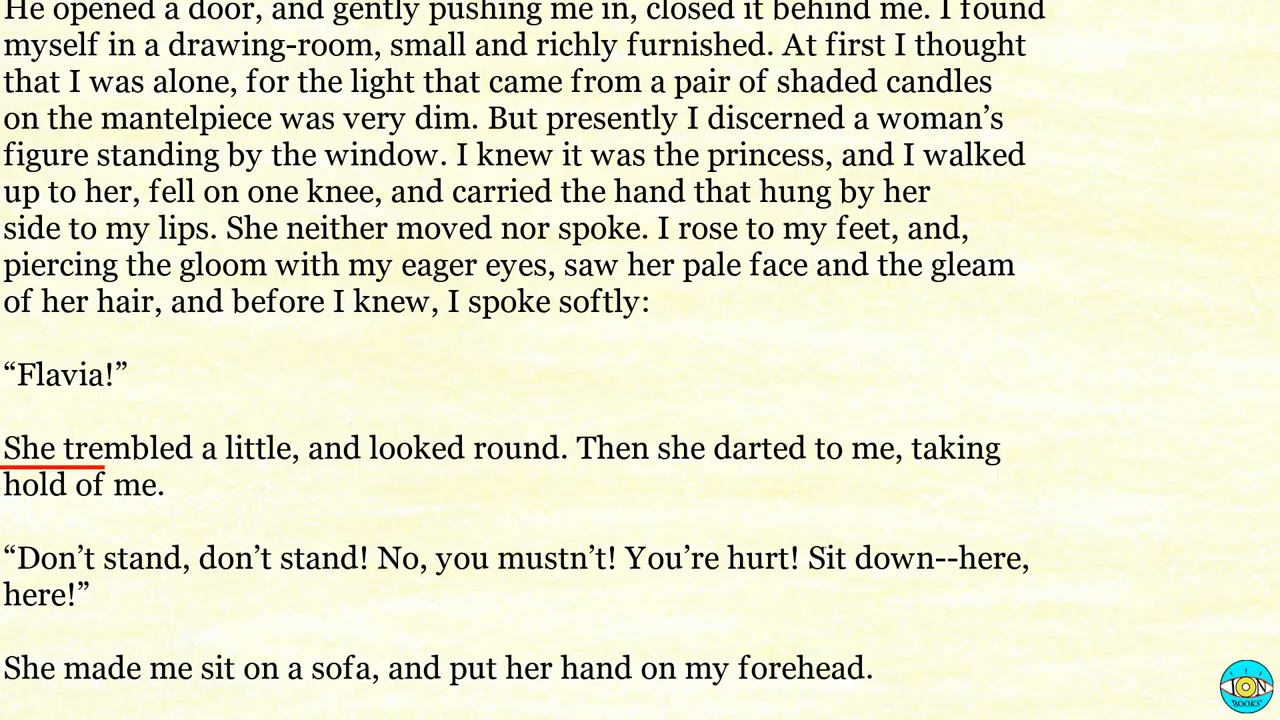 He opened a door, and gently pushing me in, closed it behind me. I found
myself in a drawing-room, small and richly furnished. At first I thought
that I was alone, for the light that came from a pair of shaded candles
on the mantelpiece was very dim. But presently I discerned a woman’s
figure standing by the window. I knew it was the princess, and I walked
up to her, fell on one knee, and carried the hand that hung by her
side to my lips. She neither moved nor spoke. I rose to my feet, and,
piercing the gloom with my eager eyes, saw her pale face and the gleam
of her hair, and before I knew, I spoke softly:
“Flavia!”
She trembled a little, and looked round. Then she darted to me, taking
hold of me.
“Don’t stand, don’t stand! No, you mustn’t! You’re hurt! Sit down--here,
here!”
She made me sit on a sofa, and put her hand on my forehead.
ION
BOOKS